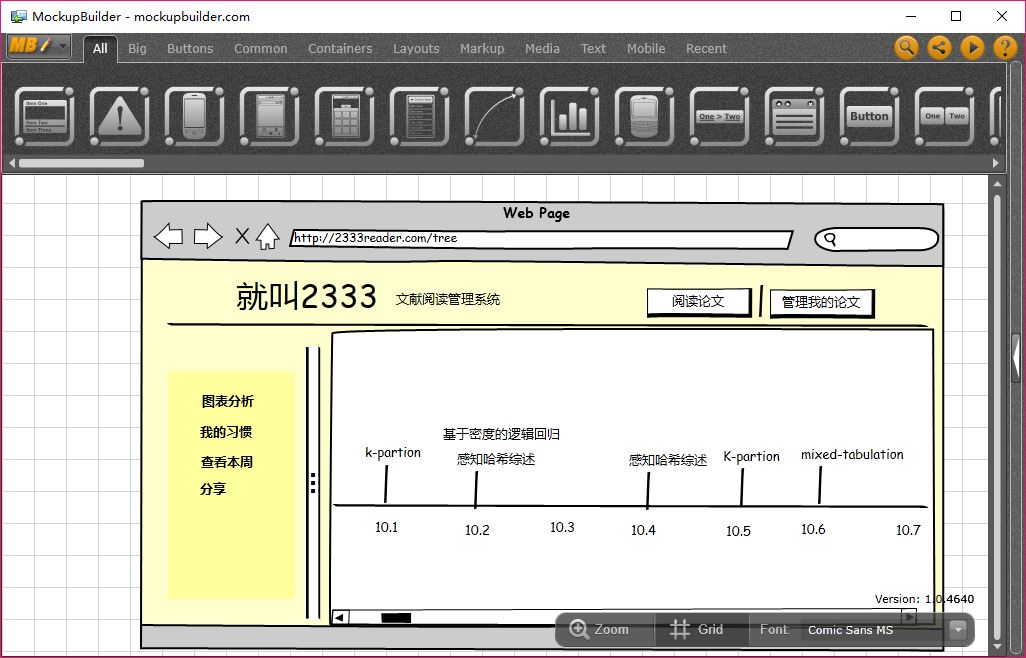 MockupBuilder - mockupbuilder.com
MB
All Big Buttons Common Containers Layouts Markup Media Text Mobile Recent
Item One
Item Two
Item Three
One > Two
Button
One Two
Web Page
http://2333reader.com/tree
就叫2333 文献阅读管理系统 阅读论文 管理我的论文
图表分析
我的习惯
查看本周
分享
基于密度的逻辑回归
k-partion 感知哈希综述 感知哈希综述 K-partion mixed-tabulation
10.1 10.2 10.3 10.4 10.5 10.6 10.7
Version: 1.0.4640
Zoom Grid Font: Comic Sans MS